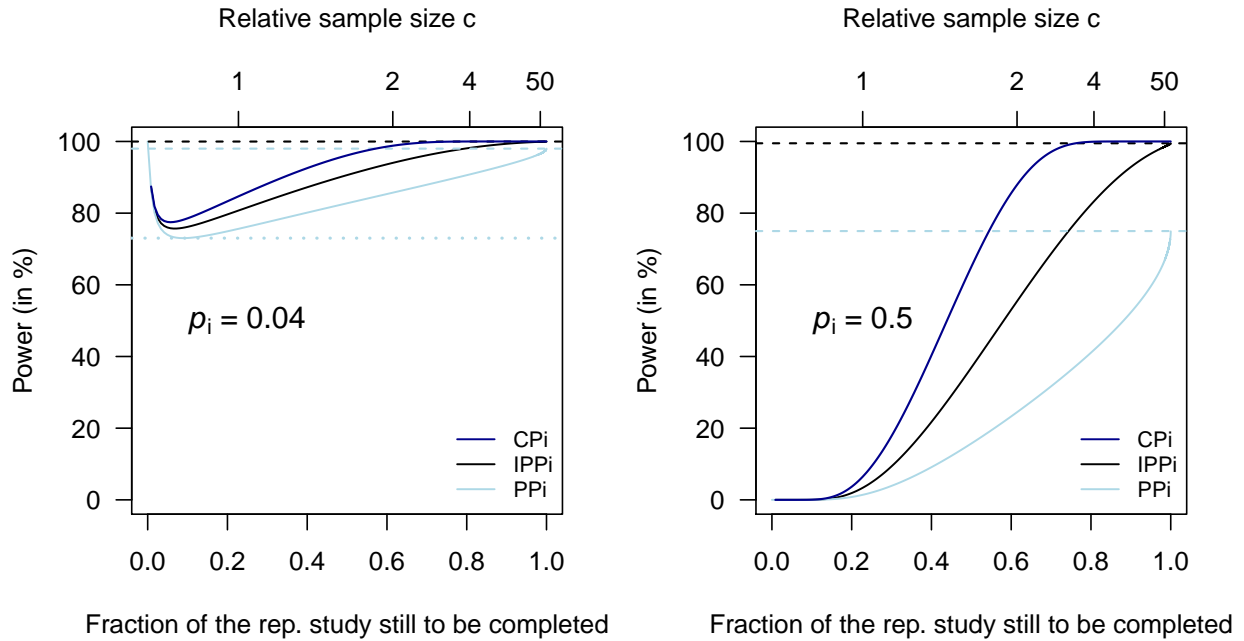 Relative sample size c
1 2 4 50
100
80
60
40
20
0
Power (in %)
pi = 0.04
CPi
IPPi
PPi
0.0 0.2 0.4 0.6 0.8 1.0
Fraction of the rep. study still to be completed
Relative sample size c
1 2 4 50
100
80
60
40
20
0
Power (in %)
pi = 0.5
CPi
IPPi
PPi
0.0 0.2 0.4 0.6 0.8 1.0
Fraction of the rep. study still to be completed